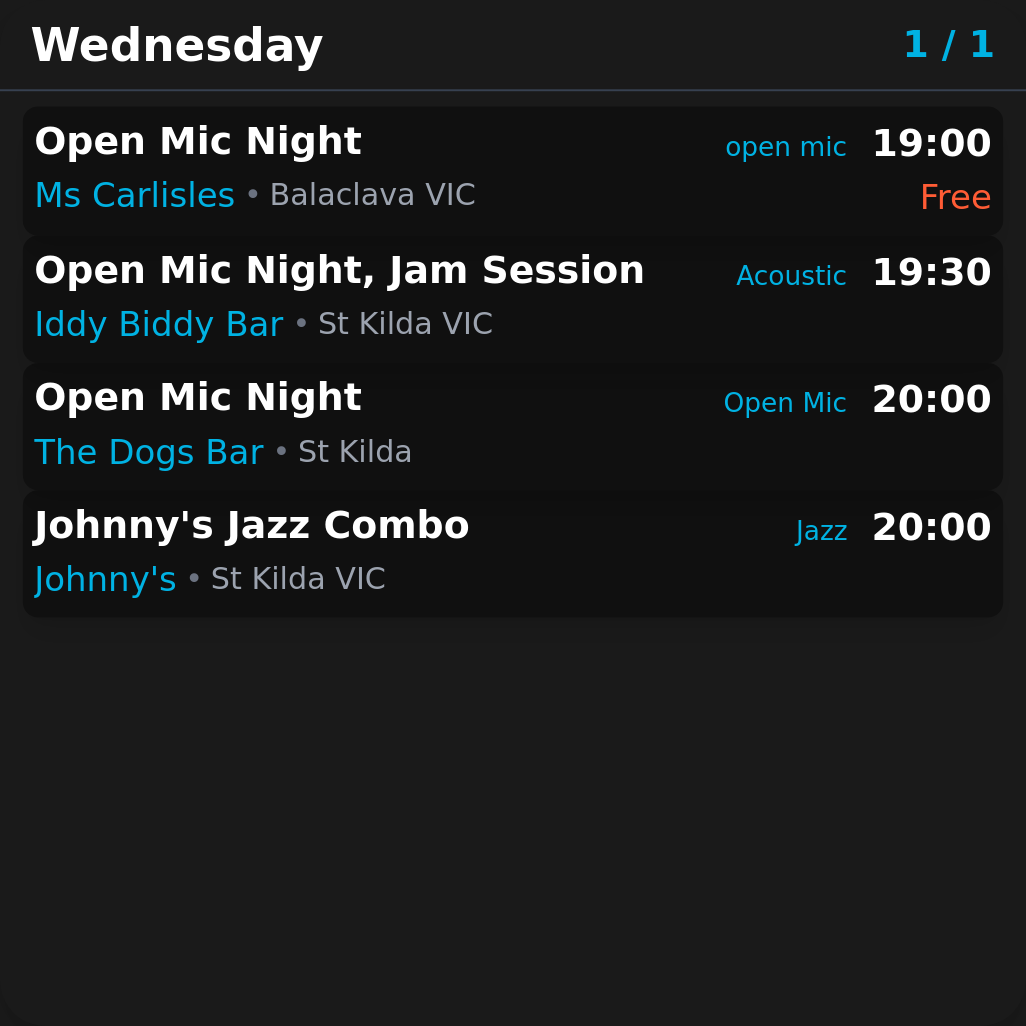 Wednesday 1 / 1
Open Mic Night open mic 19:00
Ms Carlisles • Balaclava VIC Free
Open Mic Night, Jam Session Acoustic 19:30
Iddy Biddy Bar • St Kilda VIC
Open Mic Night Open Mic 20:00
The Dogs Bar • St Kilda
Johnny's Jazz Combo Jazz 20:00
Johnny's • St Kilda VIC